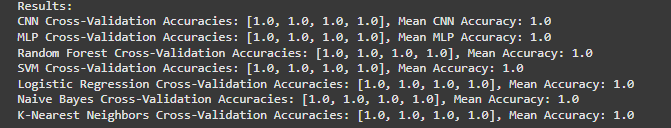 Results:
CNN Cross-Validation Accuracies: [1.0, 1.0, 1.0, 1.0], Mean CNN Accuracy: 1.0
MLP Cross-Validation Accuracies: [1.0, 1.0, 1.0, 1.0], Mean MLP Accuracy: 1.0
Random Forest Cross-Validation Accuracies: [1.0, 1.0, 1.0, 1.0], Mean Accuracy: 1.0
SVM Cross-Validation Accuracies: [1.0, 1.0, 1.0, 1.0], Mean Accuracy: 1.0
Logistic Regression Cross-Validation Accuracies: [1.0, 1.0, 1.0, 1.0], Mean Accuracy: 1.0
Naive Bayes Cross-Validation Accuracies: [1.0, 1.0, 1.0, 1.0], Mean Accuracy: 1.0
K-Nearest Neighbors Cross-Validation Accuracies: [1.0, 1.0, 1.0, 1.0], Mean Accuracy: 1.0